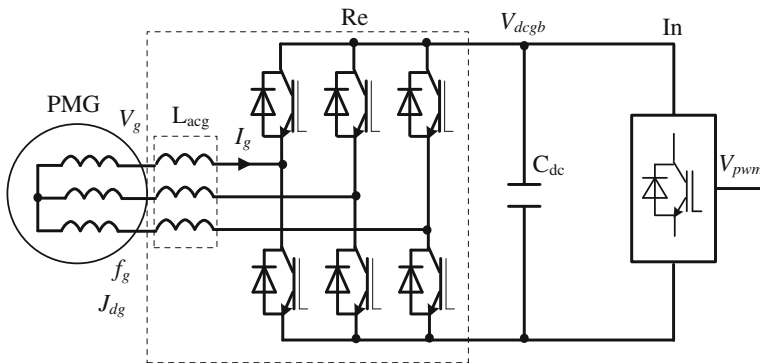 Re
V_dcgb
In
PMG
V_g
L_acg
I_g
C_dc
V_pwm
f_g
J_dg